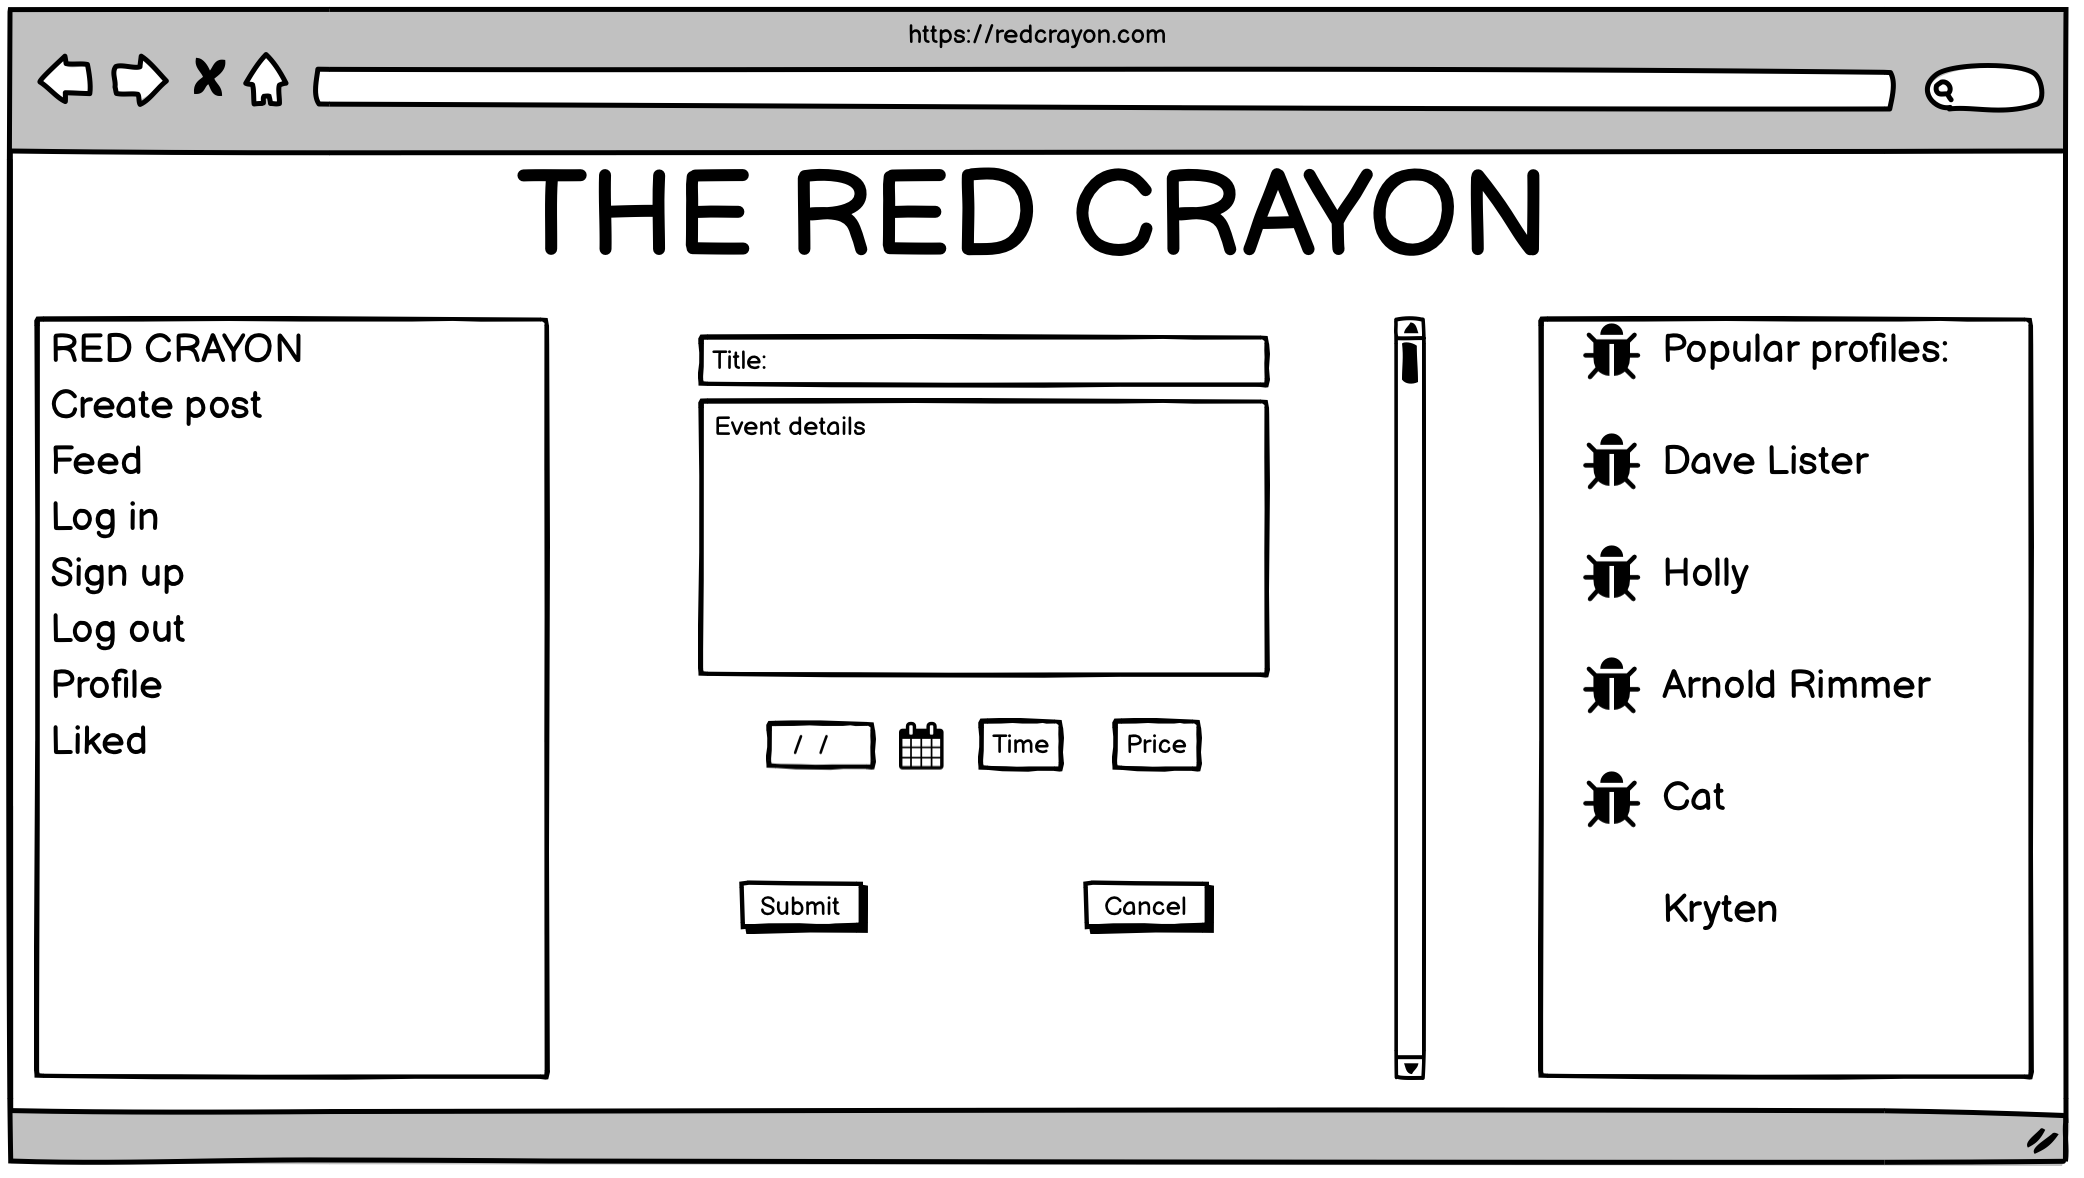 https://redcrayon.com
THE RED CRAYON
RED CRAYON
Create post
Feed
Log in
Sign up
Log out
Profile
Liked
Title:
Event details
/ /
Time
Price
Submit
Cancel
Popular profiles:
Dave Lister
Holly
Arnold Rimmer
Cat
Kryten